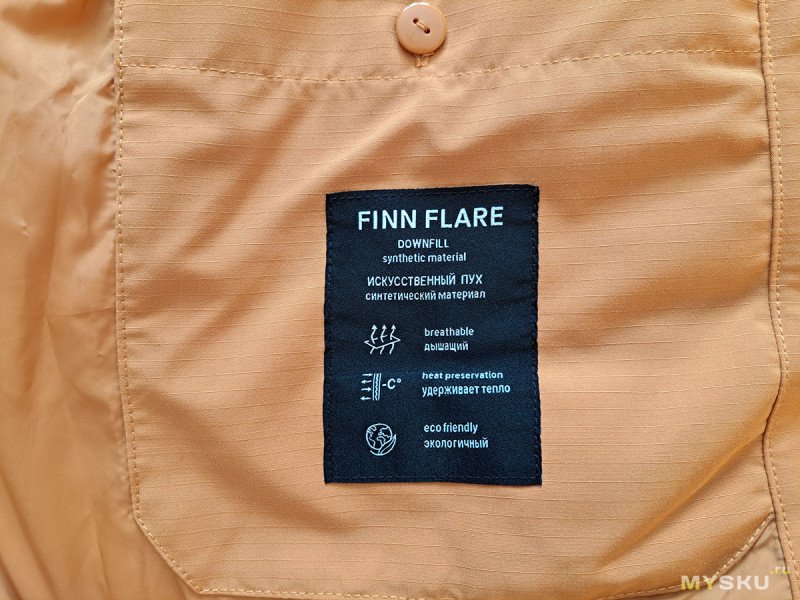 FINN FLARE
DOWNFILL
synthetic material
ИСКУССТВЕННЫЙ ПУХ
синтетический материал
breathable
дышащий
-C°
heat preservation
удерживает тепло
eco friendly
экологичный
MYSKU.ru